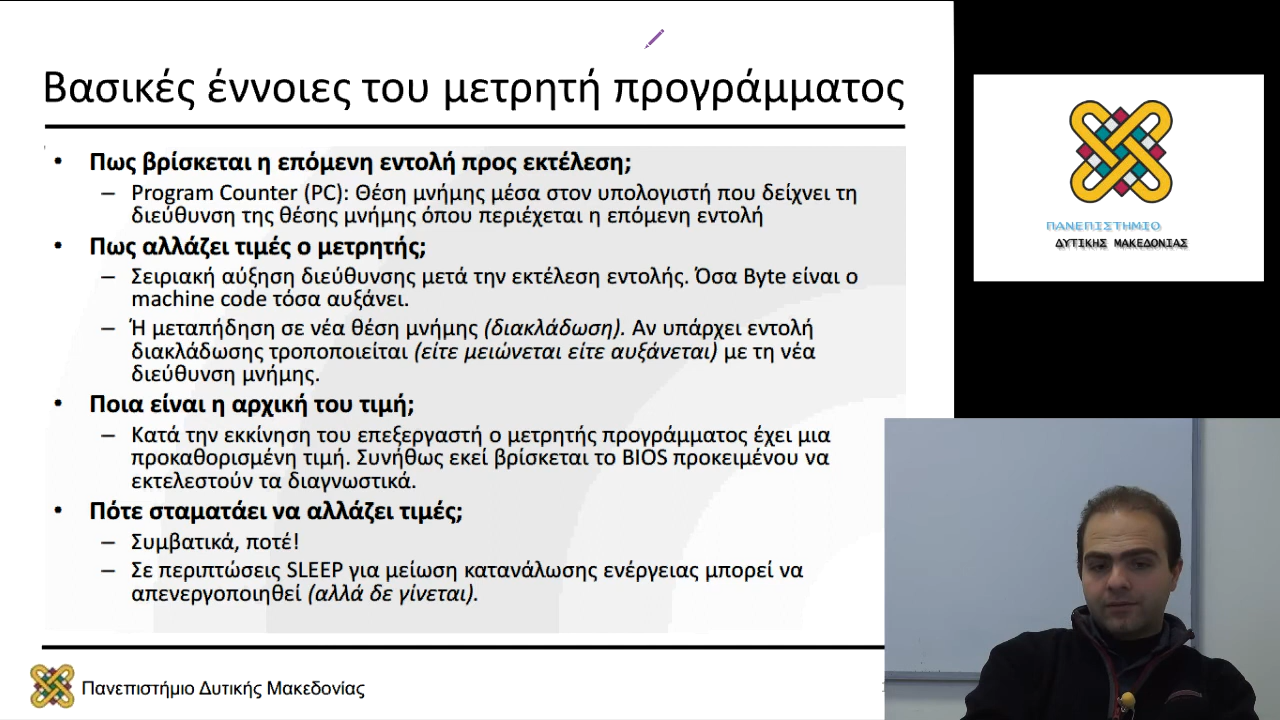 Βασικές έννοιες του μετρητή προγράμματος
• Πως βρίσκεται η επόμενη εντολή προς εκτέλεση;
– Program Counter (PC): Θέση μνήμης μέσα στον υπολογιστή που δείχνει τη
διεύθυνση της θέσης μνήμης όπου περιέχεται η επόμενη εντολή
• Πως αλλάζει τιμές ο μετρητής;
– Σειριακή αύξηση διεύθυνσης μετά την εκτέλεση εντολής. Όσα Byte είναι ο
machine code τόσα αυξάνει.
– Ή μεταπήδηση σε νέα θέση μνήμης (διακλάδωση). Αν υπάρχει εντολή
διακλάδωσης τροποποιείται (είτε μειώνεται είτε αυξάνεται) με τη νέα
διεύθυνση μνήμης.
• Ποια είναι η αρχική του τιμή;
– Κατά την εκκίνηση του επεξεργαστή ο μετρητής προγράμματος έχει μια
προκαθορισμένη τιμή. Συνήθως εκεί βρίσκεται το BIOS προκειμένου να
εκτελεστούν τα διαγνωστικά.
• Πότε σταματάει να αλλάζει τιμές;
– Συμβατικά, ποτέ!
– Σε περιπτώσεις SLEEP για μείωση κατανάλωσης ενέργειας μπορεί να
απενεργοποιηθεί (αλλά δε γίνεται).
Πανεπιστήμιο Δυτικής Μακεδονίας
ΠΑΝΕΠΙΣΤΗΜΙΟ
ΔΥΤΙΚΗΣ ΜΑΚΕΔΟΝΙΑΣ